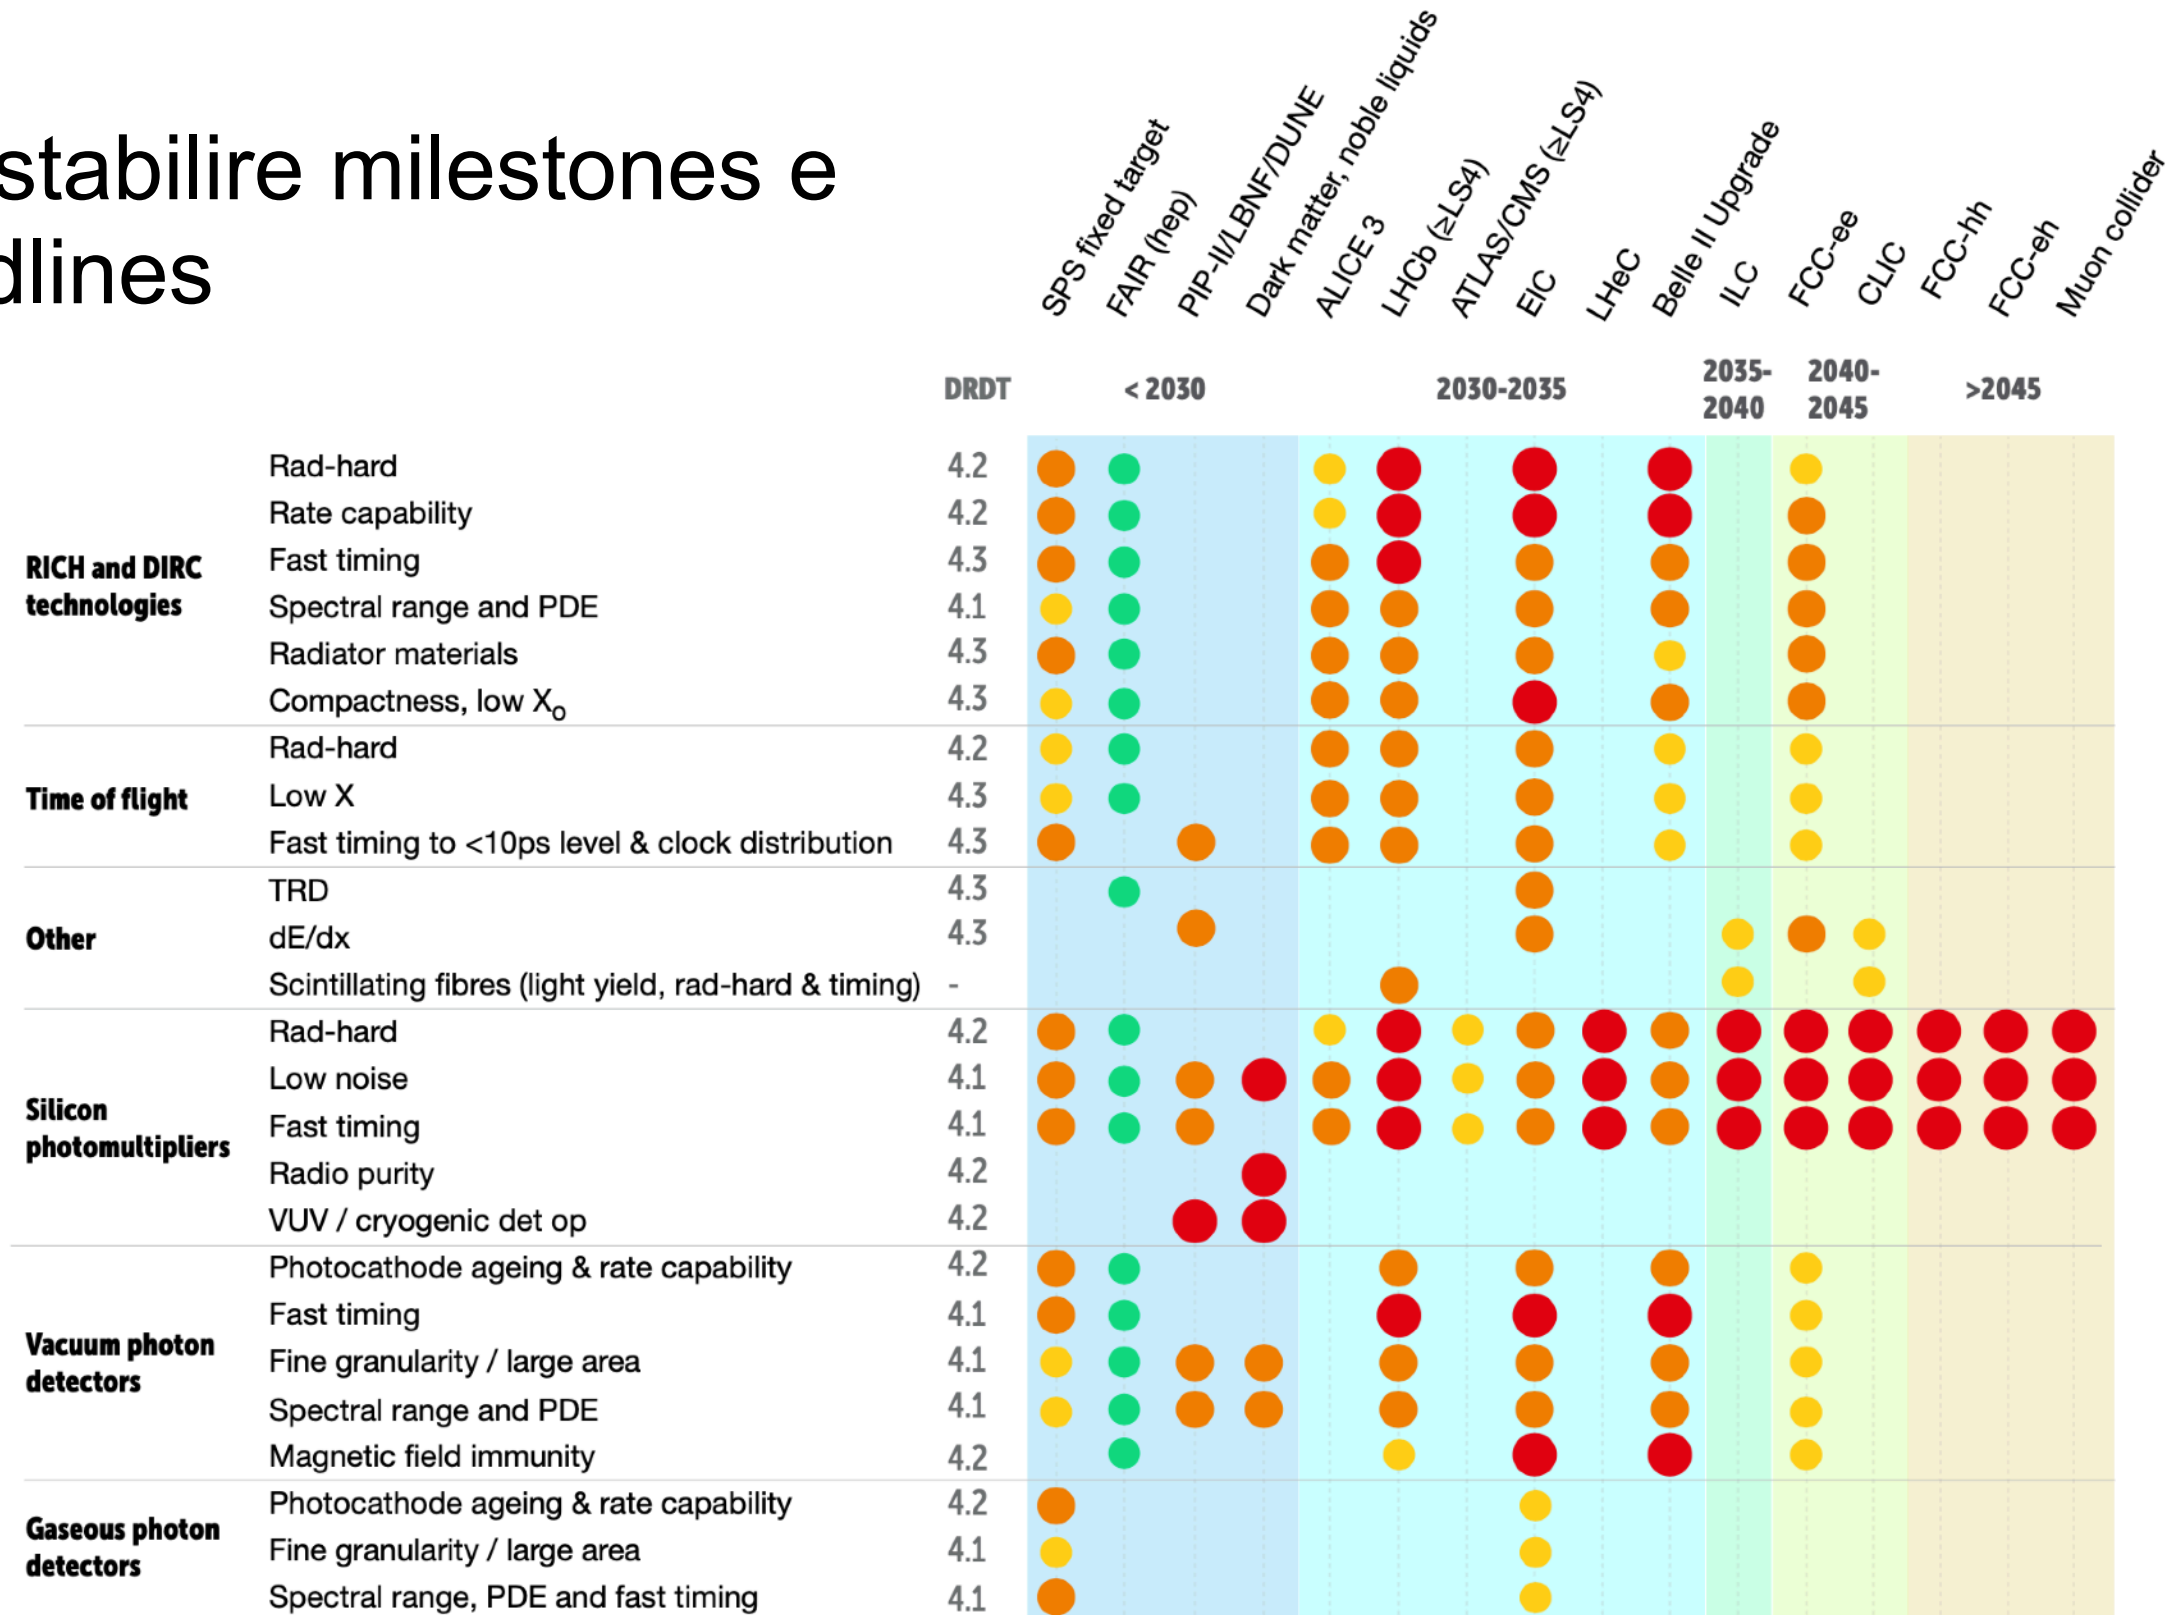 stabilire milestones e
dlines
SPS fixed target
FAIR (hep)
PIP-II/LBNF/DUNE
Dark matter, noble liquids
ALICE 3
LHCb (≥LS4)
ATLAS/CMS (≥LS4)
EIC
LHeC
Belle II Upgrade
ILC
FCC-ee
CLIC
FCC-hh
FCC-eh
Muon collider
DRDT < 2030 2030-2035 2035-2040 2040-2045 >2045
RICH and DIRC technologies
Rad-hard 4.2
Rate capability 4.2
Fast timing 4.3
Spectral range and PDE 4.1
Radiator materials 4.3
Compactness, low X₀ 4.3
Time of flight
Rad-hard 4.2
Low X 4.3
Fast timing to <10ps level & clock distribution 4.3
Other
TRD 4.3
dE/dx 4.3
Scintillating fibres (light yield, rad-hard & timing) -
Silicon photomultipliers
Rad-hard 4.2
Low noise 4.1
Fast timing 4.1
Radio purity 4.2
VUV / cryogenic det op 4.2
Vacuum photon detectors
Photocathode ageing & rate capability 4.2
Fast timing 4.1
Fine granularity / large area 4.1
Spectral range and PDE 4.1
Magnetic field immunity 4.2
Gaseous photon detectors
Photocathode ageing & rate capability 4.2
Fine granularity / large area 4.1
Spectral range, PDE and fast timing 4.1